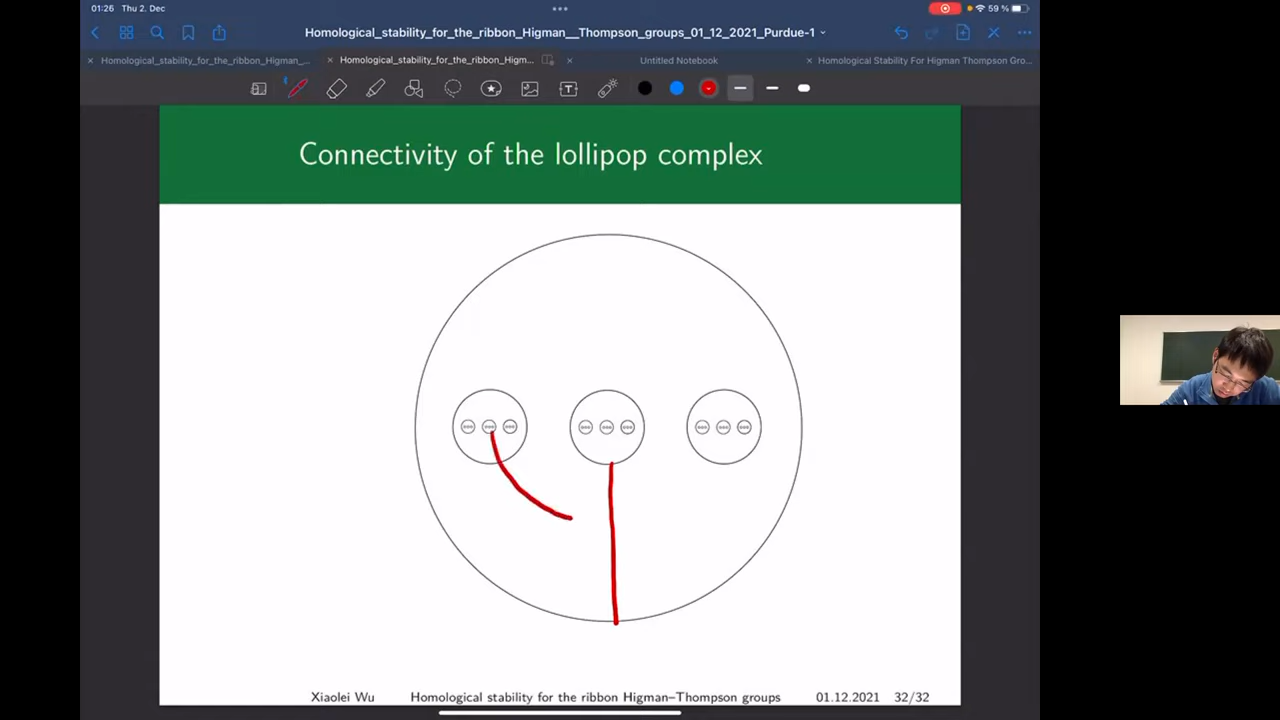 01:26 Thu 2. Dec
59 %
Homological_stability_for_the_ribbon_Higman__Thompson_groups_01_12_2021_Purdue-1
Homological_stability_for_the_ribbon_Higman_...
Homological_stability_for_the_ribbon_Higm...
Untitled Notebook
Homological Stability For Higman Thompson Gro...
T
Connectivity of the lollipop complex
Xiaolei Wu Homological stability for the ribbon Higman–Thompson groups 01.12.2021 32/32